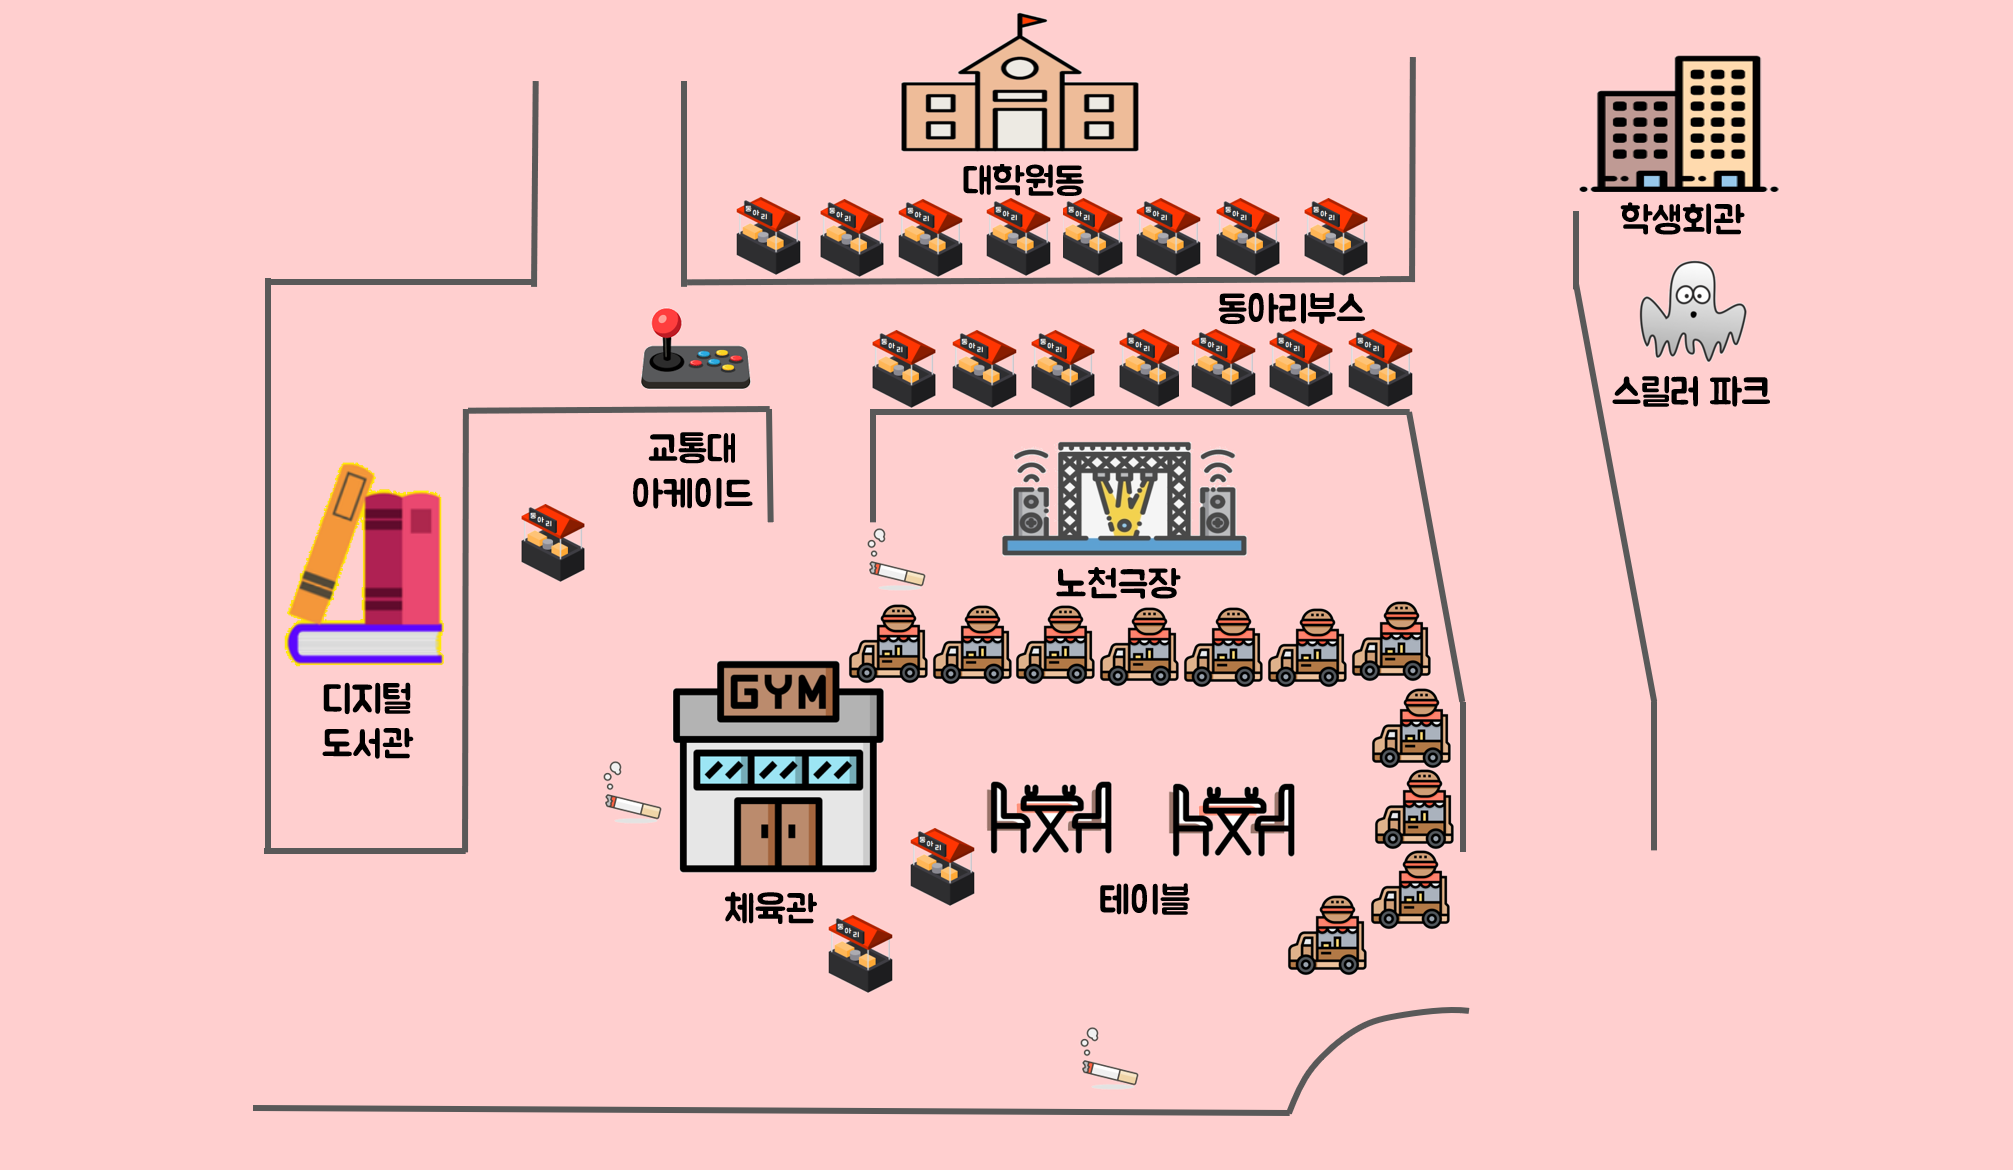 대학원동
학생회관
동아리부스
스릴러 파크
교통대
아케이드
노천극장
디지털
도서관
GYM
체육관
테이블